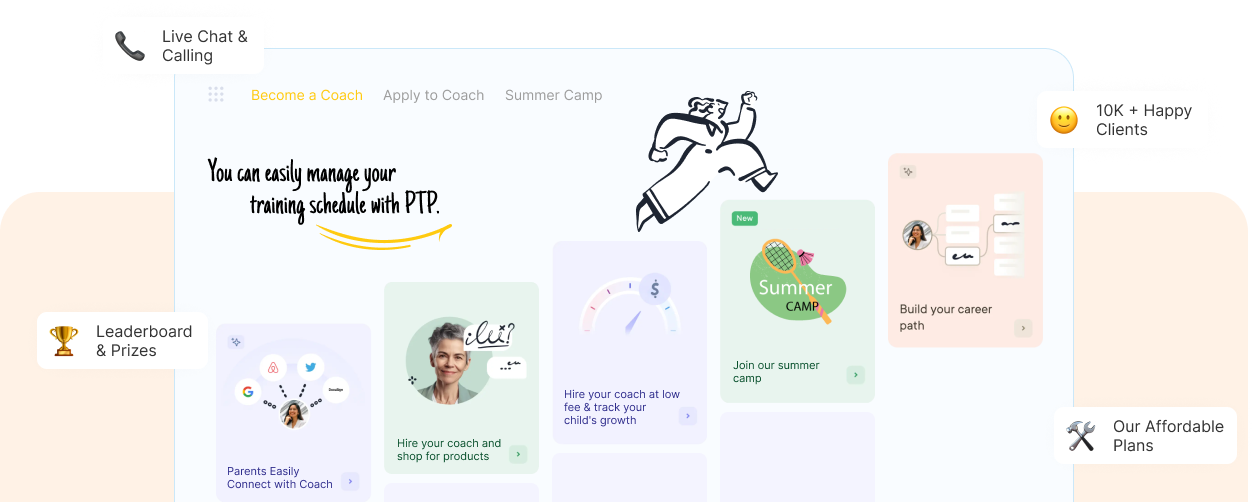 Live Chat &
Calling
Become a Coach Apply to Coach Summer Camp
10K + Happy
Clients
You can easily manage your
training schedule with PTP.
New
Summer
CAMP
$
Build your career
path
Leaderboard
& Prizes
Join our summer
camp
Hire your coach at low
fee & track your
child's growth
G
DocuSign
Hire your coach and
shop for products
Our Affordable
Plans
Parents Easily
Connect with Coach